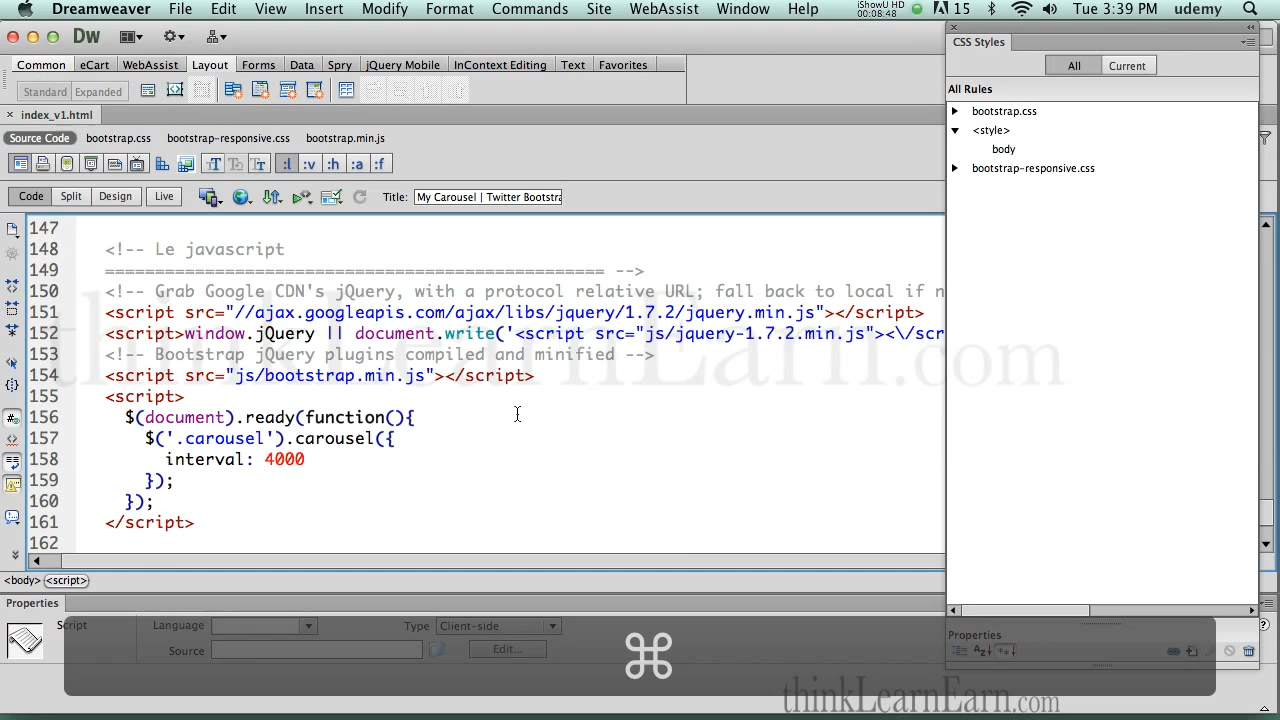 Dreamweaver File Edit View Insert Modify Format Commands Site WebAssist Window Help iShowU HD 00:08:48 15 Tue 3:39 PM udemy
Dw
Common eCart WebAssist Layout Forms Data Spry jQuery Mobile InContext Editing Text Favorites
Standard Expanded
index_v1.html
Source Code bootstrap.css bootstrap-responsive.css bootstrap.min.js
:l :v :h :a :f
Code Split Design Live Title: My Carousel | Twitter Bootstra
147
148 <!-- Le javascript
149 ================================================== -->
150 <!-- Grab Google CDN's jQuery, with a protocol relative URL; fall back to local if n
151 <script src="//ajax.googleapis.com/ajax/libs/jquery/1.7.2/jquery.min.js"></script>
152 <script>window.jQuery || document.write('<script src="js/jquery-1.7.2.min.js"><\/scr
153 <!-- Bootstrap jQuery plugins compiled and minified -->
154 <script src="js/bootstrap.min.js"></script>
155 <script>
156 $(document).ready(function(){
157 $('.carousel').carousel({
158 interval: 4000
159 });
160 });
161 </script>
162
thinkLearnEarn.com
<body> <script>
Properties
Script Language Type Client-side
Source Edit...
⌘
CSS Styles
All Current
All Rules
bootstrap.css
<style>
body
bootstrap-responsive.css
Properties
thinkLearnEarn.com